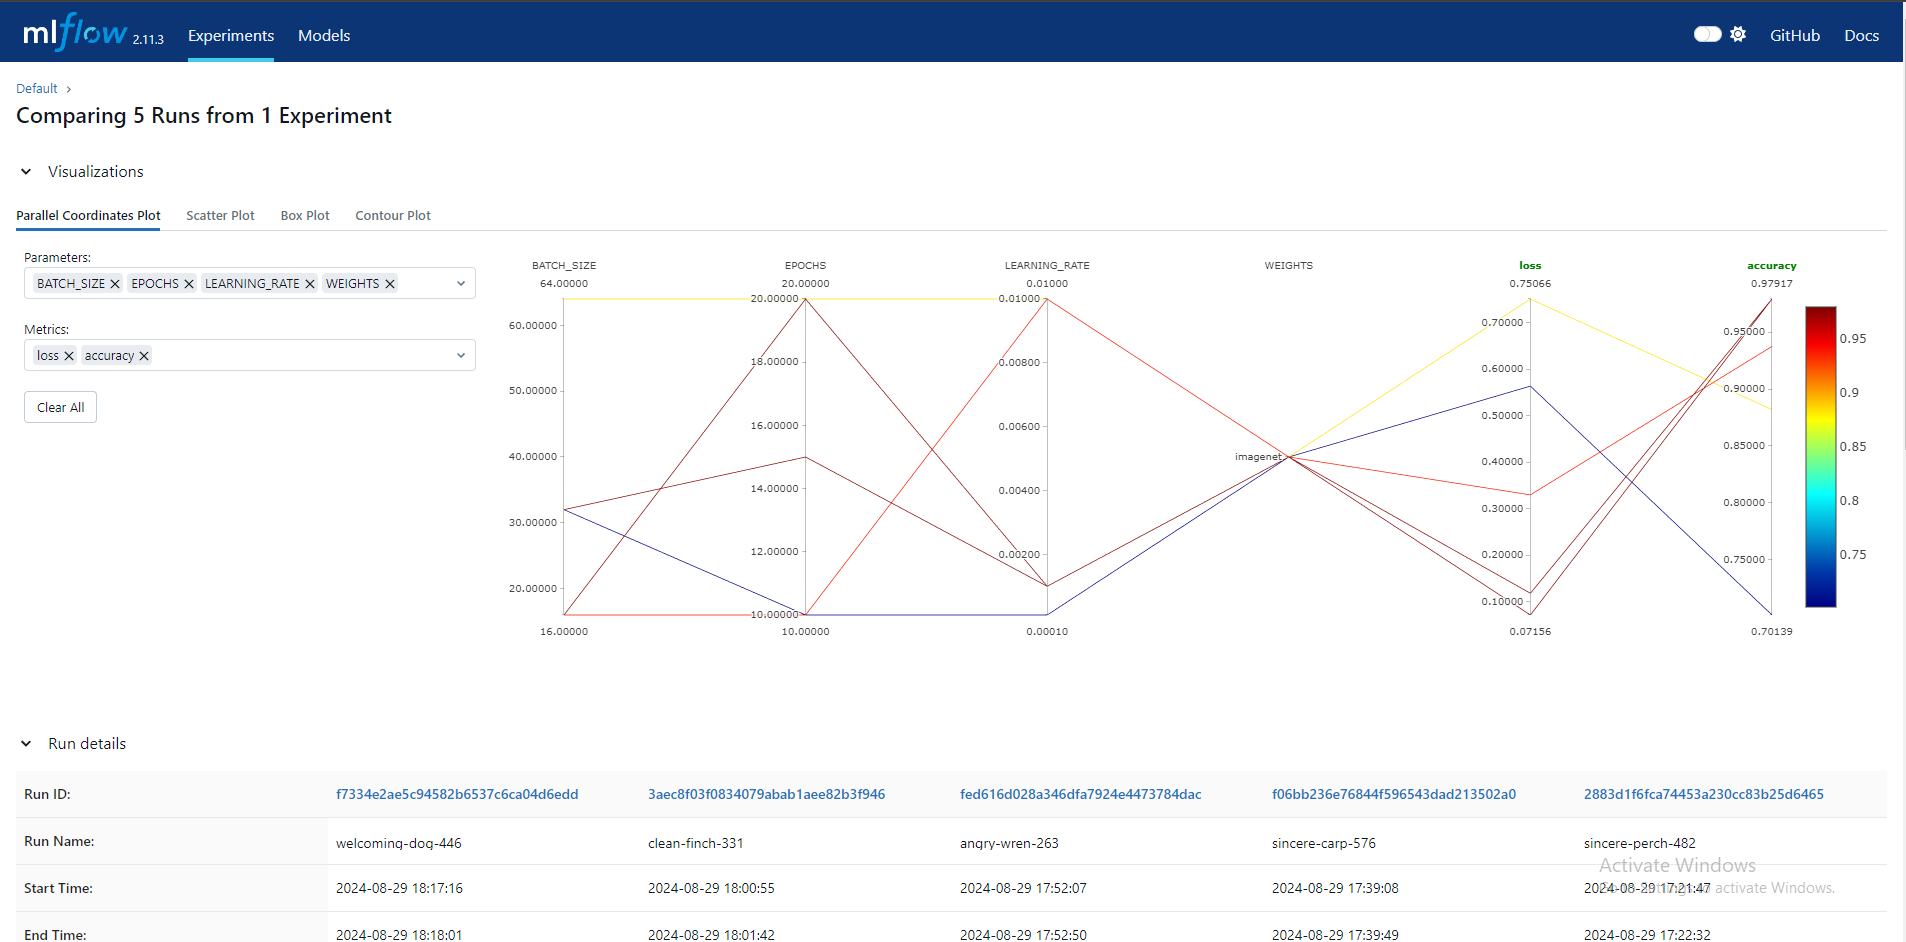 mlflow 2.11.3 Experiments Models GitHub Docs
Default ›
Comparing 5 Runs from 1 Experiment
Visualizations
Parallel Coordinates Plot Scatter Plot Box Plot Contour Plot
Parameters:
BATCH_SIZE EPOCHS LEARNING_RATE WEIGHTS
Metrics:
loss accuracy
Clear All
BATCH_SIZE
64.00000
60.00000
50.00000
40.00000
30.00000
20.00000
16.00000
EPOCHS
20.00000
20.00000
18.00000
16.00000
14.00000
12.00000
10.00000
10.00000
LEARNING_RATE
0.01000
0.01000
0.00800
0.00600
0.00400
0.00200
0.00010
WEIGHTS
imagenet
loss
0.75066
0.70000
0.60000
0.50000
0.40000
0.30000
0.20000
0.10000
0.07156
accuracy
0.97917
0.95000
0.90000
0.85000
0.80000
0.75000
0.70139
0.95
0.9
0.85
0.8
0.75
Run details
Run ID: f7334e2ae5c94582b6537c6ca04d6edd 3aec8f03f0834079abab1aee82b3f946 fed616d028a346dfa7924e4473784dac f06bb236e76844f596543dad213502a0 2883d1f6fca74453a230cc83b25d6465
Run Name: welcoming-dog-446 clean-finch-331 angry-wren-263 sincere-carp-576 sincere-perch-482
Activate Windows
Start Time: 2024-08-29 18:17:16 2024-08-29 18:00:55 2024-08-29 17:52:07 2024-08-29 17:39:08 2024-08-29 17:21:47
activate Windows.
End Time: 2024-08-29 18:18:01 2024-08-29 18:01:42 2024-08-29 17:52:50 2024-08-29 17:39:49 2024-08-29 17:22:32